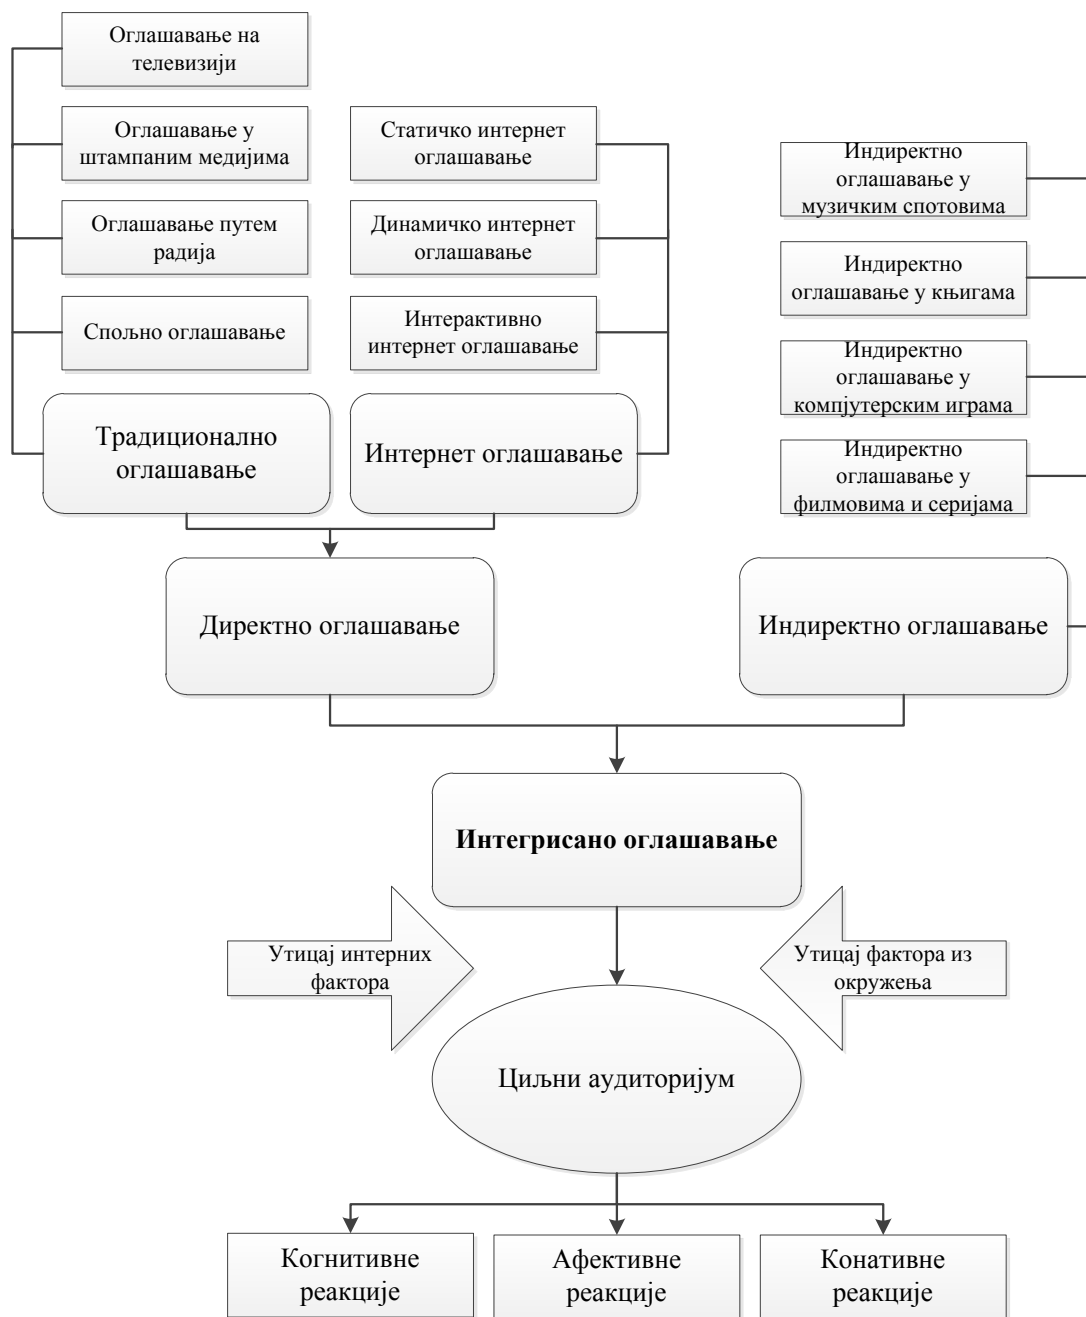 Оглашавање на
телевизији
Оглашавање у
штампаним медијима
Оглашавање путем
радија
Спољно оглашавање
Традиционално
оглашавање
Статичко интернет
оглашавање
Динамичко интернет
оглашавање
Интерактивно
интернет оглашавање
Интернет оглашавање
Индиректно
оглашавање у
музичким спотовима
Индиректно
оглашавање у књигама
Индиректно
оглашавање у
компјутерским играма
Индиректно
оглашавање у
филмовима и серијама
Директно оглашавање
Индиректно оглашавање
Интегрисано оглашавање
Утицај интерних
фактора
Утицај фактора из
окружења
Циљни аудиторијум
Когнитивне
реакције
Афективне
реакције
Конативне
реакције